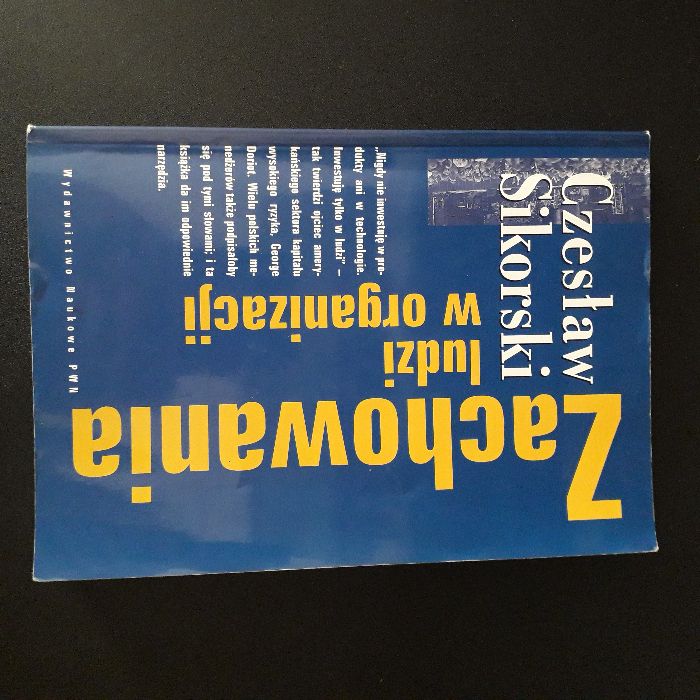 Czesław
Sikorski
Zachowania
ludzi
w organizacji
„Nigdy nie inwestuję w pro-
dukty ani w technologie.
Inwestuję tylko w ludzi” –
tak twierdzi ojciec amery-
kańskiego sektora kapitału
wysokiego ryzyka, George
Doriot. Wielu polskich me-
nedżerów także podpisałoby
się pod tymi słowami; i ta
książka da im odpowiednie
narzędzia.
Wydawnictwo Naukowe PWN